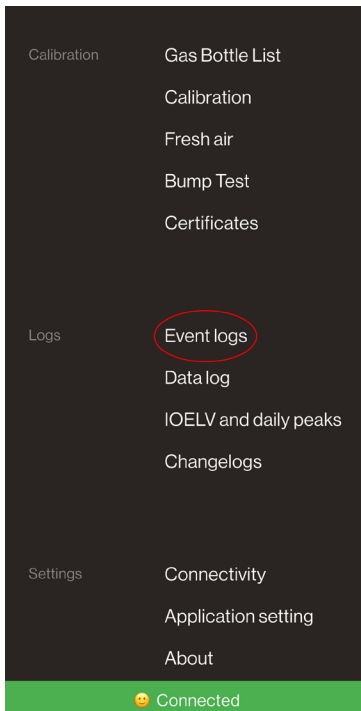 Calibration Gas Bottle List
Calibration
Fresh air
Bump Test
Certificates
Logs Event logs
Data log
IOELV and daily peaks
Changelogs
Settings Connectivity
Application setting
About
🙂 Connected